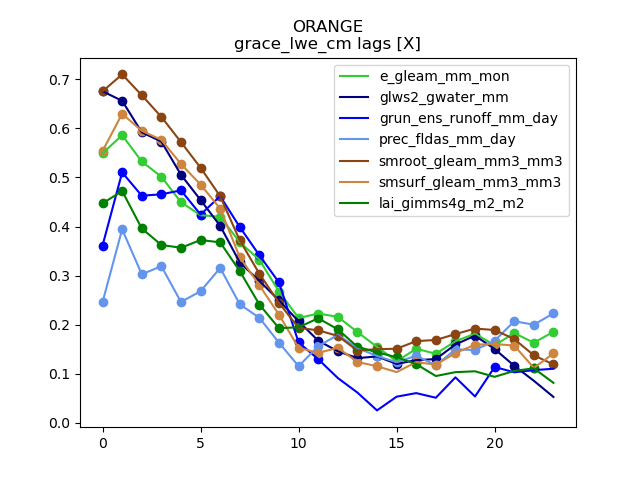 ORANGE
grace_lwe_cm lags [X]
e_gleam_mm_mon
glws2_gwater_mm
grun_ens_runoff_mm_day
prec_fldas_mm_day
smroot_gleam_mm3_mm3
smsurf_gleam_mm3_mm3
lai_gimms4g_m2_m2
0.7
0.6
0.5
0.4
0.3
0.2
0.1
0.0
0 5 10 15 20